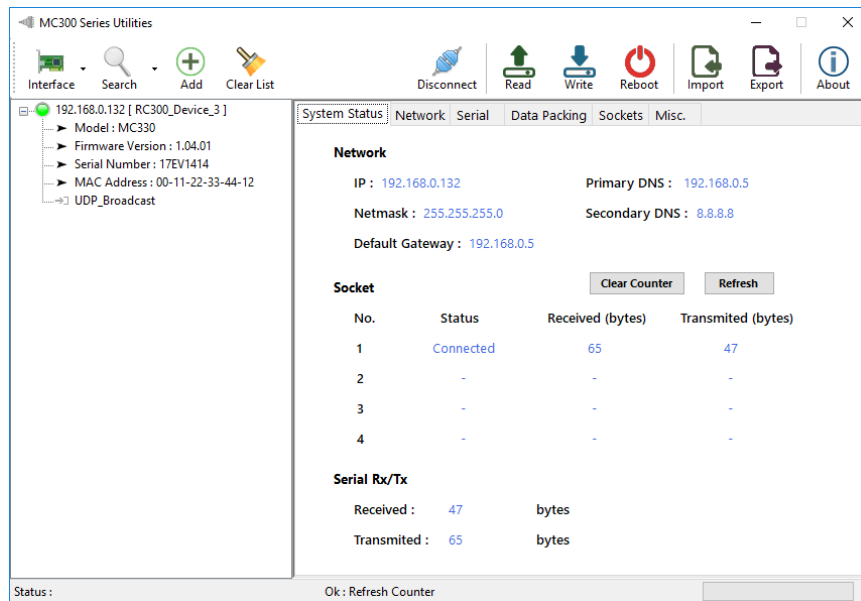 MC300 Series Utilities
Interface Search Add Clear List Disconnect Read Write Reboot Import Export About
192.168.0.132 [ RC300_Device_3 ]
Model : MC330
Firmware Version : 1.04.01
Serial Number : 17EV1414
MAC Address : 00-11-22-33-44-12
UDP_Broadcast
System Status Network Serial Data Packing Sockets Misc.
Network
IP : 192.168.0.132 Primary DNS : 192.168.0.5
Netmask : 255.255.255.0 Secondary DNS : 8.8.8.8
Default Gateway : 192.168.0.5
Socket Clear Counter Refresh
No. Status Received (bytes) Transmited (bytes)
1 Connected 65 47
2 - - -
3 - - -
4 - - -
Serial Rx/Tx
Received : 47 bytes
Transmited : 65 bytes
Status : Ok : Refresh Counter